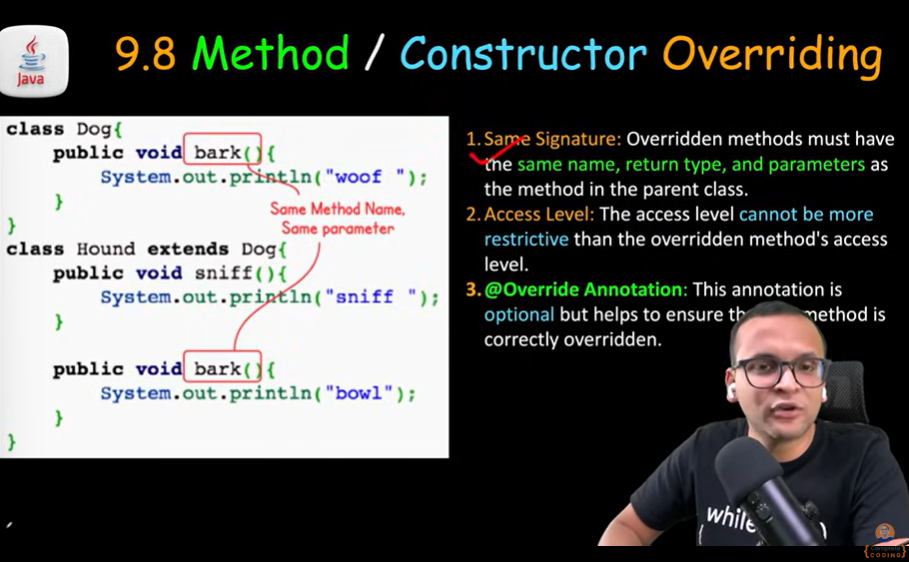 Java
9.8 Method / Constructor Overriding
class Dog{
public void bark(){
System.out.println("woof ");
}
}
class Hound extends Dog{
public void sniff(){
System.out.println("sniff ");
}
public void bark(){
System.out.println("bowl");
}
}
Same Method Name,
Same parameter
1. Same Signature: Overridden methods must have
the same name, return type, and parameters as
the method in the parent class.
2. Access Level: The access level cannot be more
restrictive than the overridden method's access
level.
3. @Override Annotation: This annotation is
optional but helps to ensure method is
correctly overridden.
while
Complete
{ CODING }